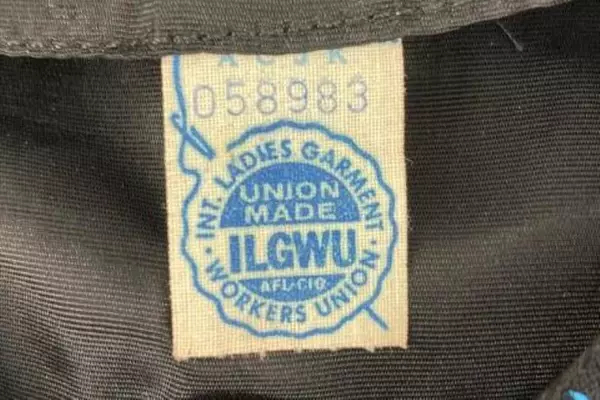 058983
INT. LADIES GARMENT
UNION
MADE
ILGWU
AFL-CIO
WORKERS UNION